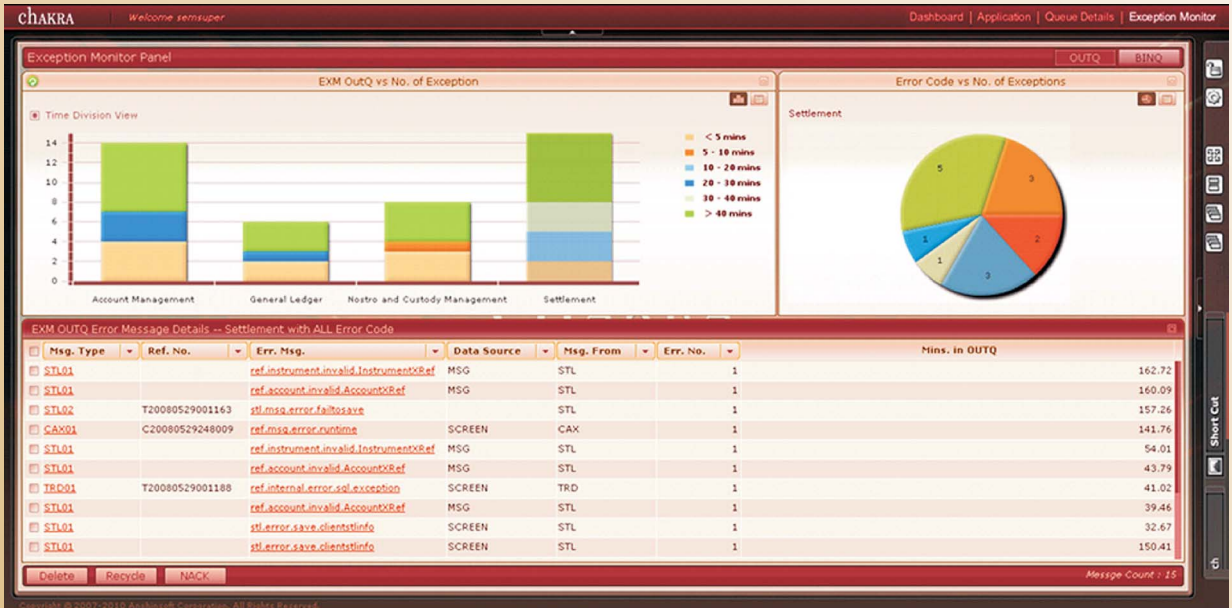 chAKRA Welcome semsuper Dashboard | Application | Queue Details | Exception Monitor
Exception Monitor Panel OUTQ BINQ
EXM OutQ vs No. of Exception
Time Division View
14
12
10
8
6
4
2
0
Account Management General Ledger Nostro and Custody Management Settlement
< 5 mins
5 - 10 mins
10 - 20 mins
20 - 30 mins
30 - 40 mins
> 40 mins
Error Code vs No. of Exceptions
Settlement
5
3
2
3
1
1
EXM OUTQ Error Message Details -- Settlement with ALL Error Code
Msg. Type Ref. No. Err. Msg. Data Source Msg. From Err. No. Mins. in OUTQ
STL01 ref.instrument.invalid.InstrumentXRef MSG STL 1 162.72
STL01 ref.account.invalid.AccountXRef MSG STL 1 160.09
STL02 T20080529001163 stl.msg.error.failtosave STL 1 157.26
CAX01 C20080529248009 ref.msg.error.runtime SCREEN CAX 1 141.76
STL01 ref.instrument.invalid.InstrumentXRef MSG STL 1 54.01
STL01 ref.account.invalid.AccountXRef MSG STL 1 43.79
TRD01 T20080529001188 ref.internal.error.sql.exception SCREEN TRD 1 41.02
STL01 ref.account.invalid.AccountXRef MSG STL 1 39.46
STL01 stl.error.save.clientstlinfo SCREEN STL 1 32.67
STL01 stl.error.save.clientstlinfo SCREEN STL 1 150.41
Delete Recycle NACK Messge Count : 15
Short Cut
Copyright © 2007-2010 Corporation. All Rights Reserved.